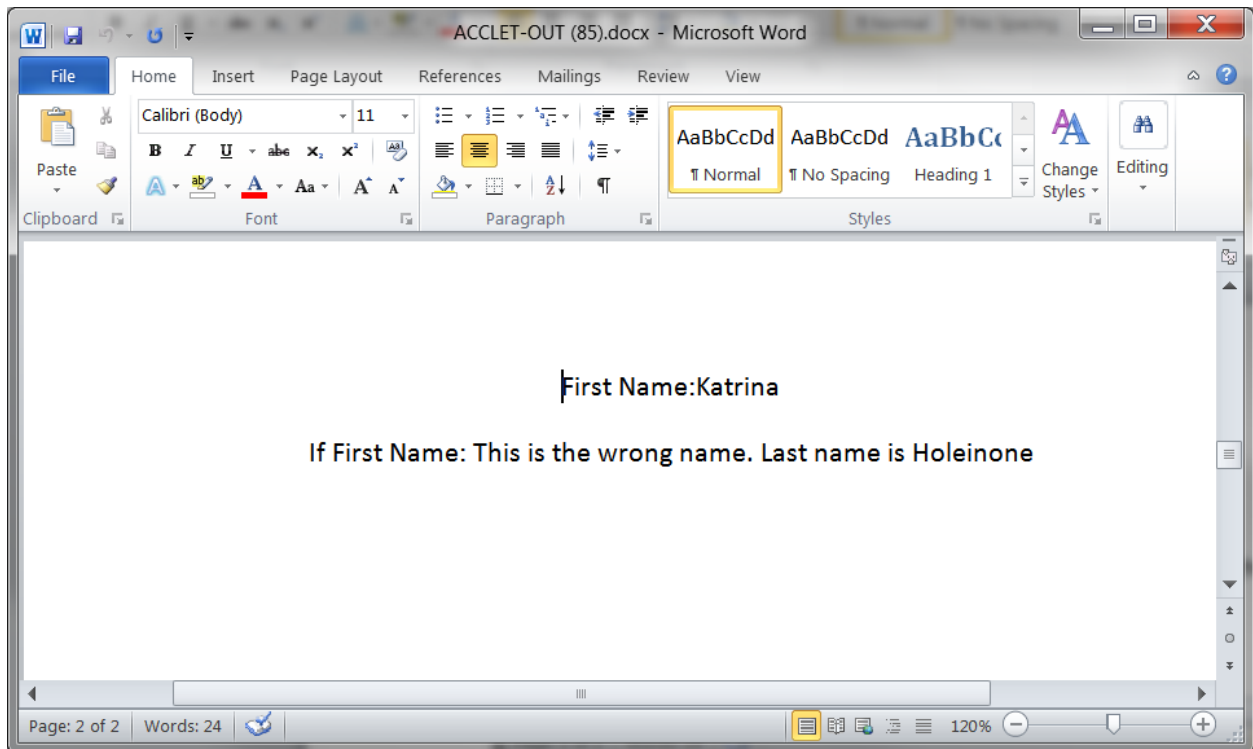 ACCLET-OUT (85).docx - Microsoft Word
File Home Insert Page Layout References Mailings Review View
Calibri (Body) 11
AaBbCcDd AaBbCcDd AaBbCc
¶ Normal ¶ No Spacing Heading 1
Paste
Change Styles
Editing
Clipboard Font Paragraph Styles
First Name:Katrina
If First Name: This is the wrong name. Last name is Holeinone
Page: 2 of 2 Words: 24 120%